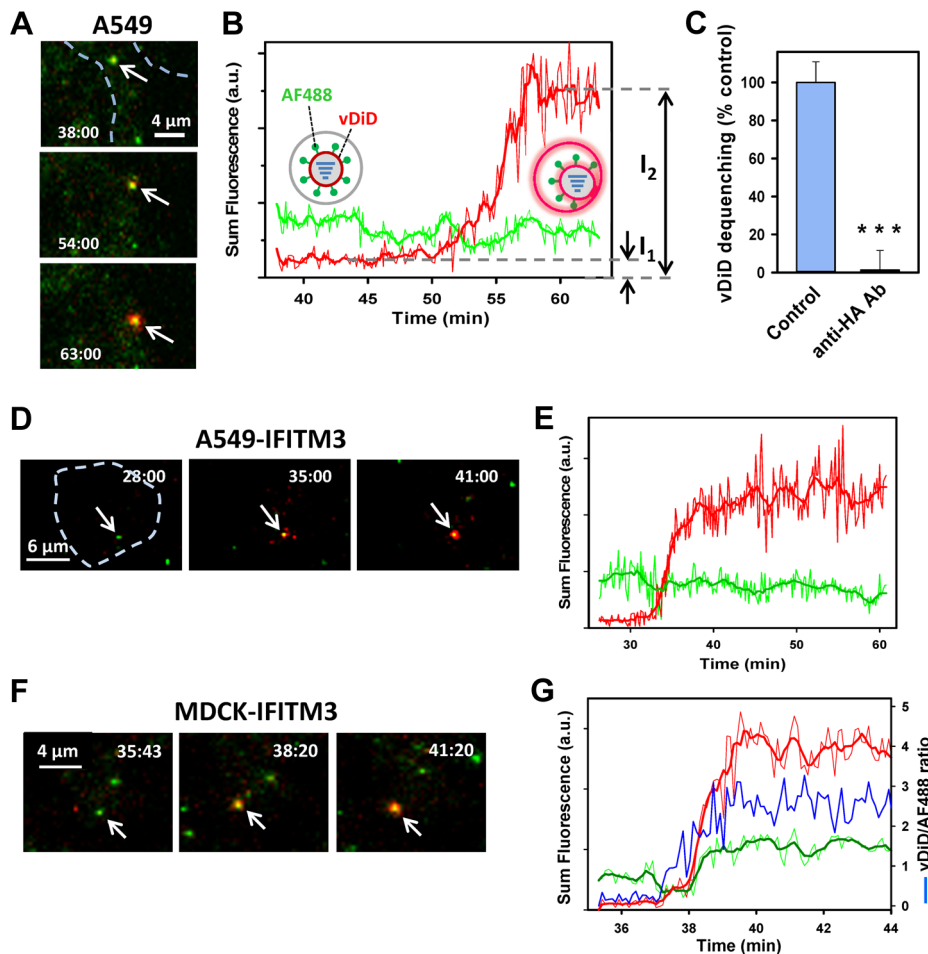 A
A549
38:00
4 µm
54:00
63:00
B
Sum Fluorescence (a.u.)
AF488
vDiD
I2
I1
40
45
50
55
60
Time (min)
C
vDiD dequenching (% control)
100
80
60
40
20
0
***
Control
anti-HA Ab
D
A549-IFITM3
28:00
6 µm
35:00
41:00
E
Sum Fluorescence (a.u.)
30
40
50
60
Time (min)
F
MDCK-IFITM3
4 µm
35:43
38:20
41:20
G
Sum Fluorescence (a.u.)
5
4
3
2
1
0
vDiD/AF488 ratio
36
38
40
42
44
Time (min)